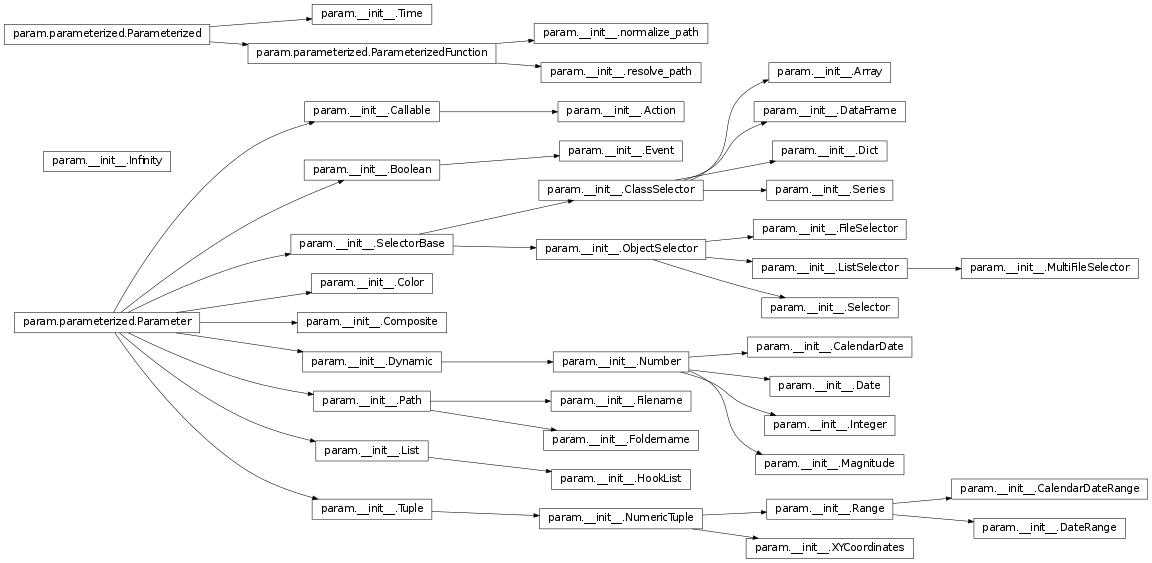 param.__init__.Time
param.parameterized.Parameterized
param.__init__.normalize_path
param.parameterized.ParameterizedFunction
param.__init__.resolve_path
param.__init__.Array
param.__init__.Callable
param.__init__.Action
param.__init__.DataFrame
param.__init__.Infinity
param.__init__.Event
param.__init__.Dict
param.__init__.Boolean
param.__init__.ClassSelector
param.__init__.Series
param.__init__.FileSelector
param.__init__.SelectorBase
param.__init__.ObjectSelector
param.__init__.ListSelector
param.__init__.MultiFileSelector
param.__init__.Color
param.__init__.Selector
param.parameterized.Parameter
param.__init__.Composite
param.__init__.CalendarDate
param.__init__.Dynamic
param.__init__.Number
param.__init__.Date
param.__init__.Path
param.__init__.Filename
param.__init__.Integer
param.__init__.Foldername
param.__init__.List
param.__init__.Magnitude
param.__init__.HookList
param.__init__.CalendarDateRange
param.__init__.Tuple
param.__init__.NumericTuple
param.__init__.Range
param.__init__.DateRange
param.__init__.XYCoordinates